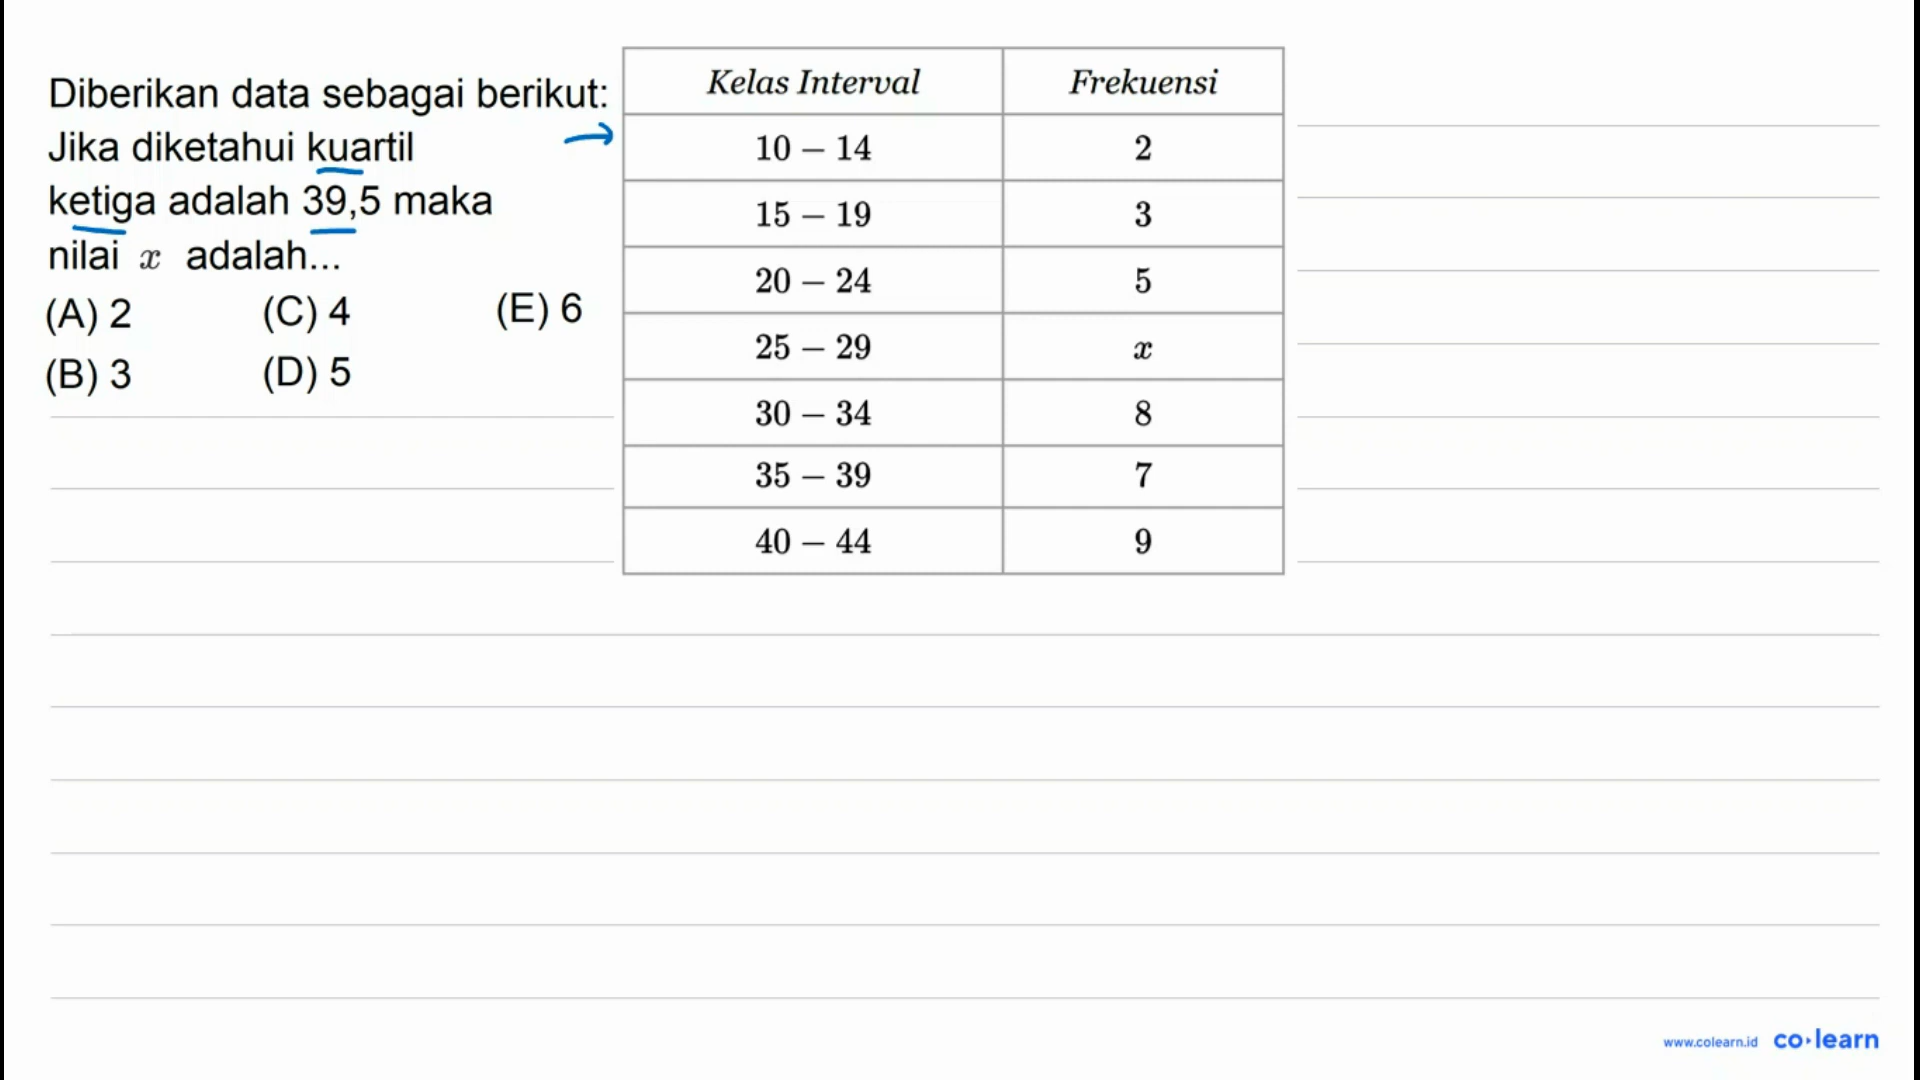 Diberikan data sebagai berikut:
Jika diketahui kuartil
ketiga adalah 39,5 maka
nilai x adalah...
(A) 2 (C) 4 (E) 6
(B) 3 (D) 5
Kelas Interval Frekuensi
10 – 14 2
15 – 19 3
20 – 24 5
25 – 29 x
30 – 34 8
35 – 39 7
40 – 44 9
www.colearn.id co·learn